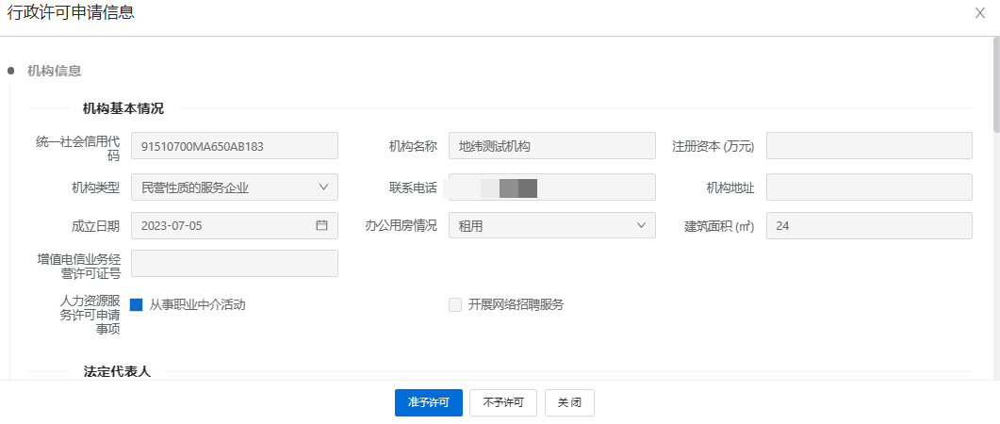 行政许可申请信息
机构信息
机构基本情况
统一社会信用代码 91510700MA650AB183 机构名称 地纬测试机构 注册资本 (万元)
机构类型 民营性质的服务企业 联系电话 机构地址
成立日期 2023-07-05 办公用房情况 租用 建筑面积 (㎡) 24
增值电信业务经营许可证号
人力资源服务许可申请事项 从事职业中介活动 开展网络招聘服务
法定代表人
准予许可 不予许可 关 闭